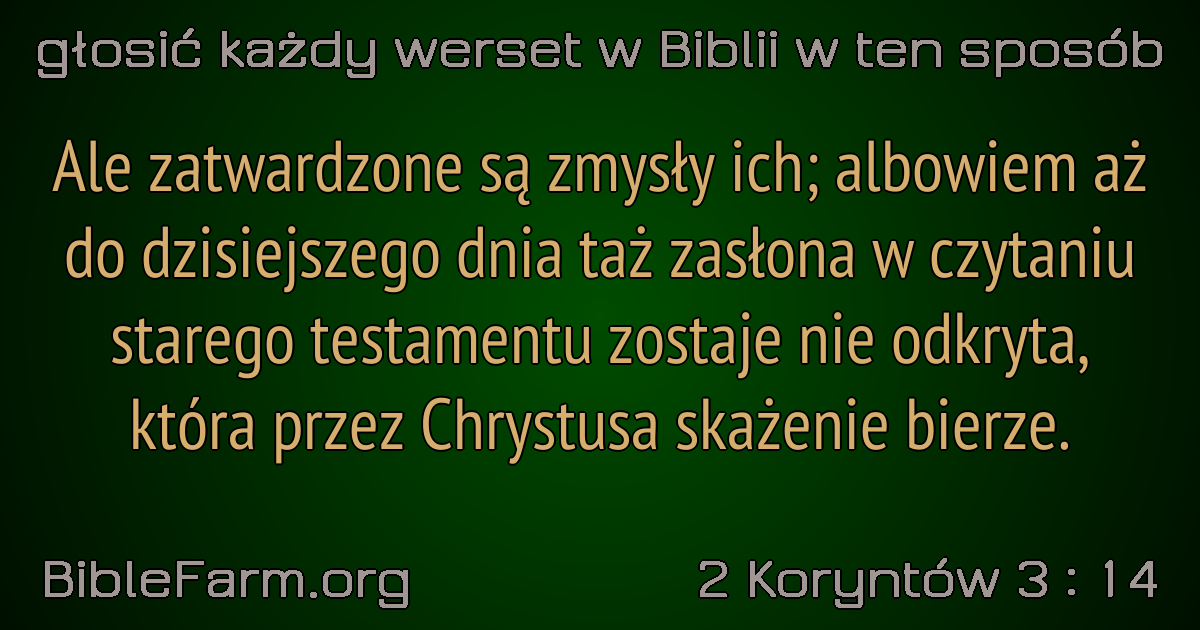 głosić każdy werset w Biblii w ten sposób
Ale zatwardzone są zmysły ich; albowiem aż
do dzisiejszego dnia taż zasłona w czytaniu
starego testamentu zostaje nie odkryta,
która przez Chrystusa skażenie bierze.
BibleFarm.org
2 Koryntów 3 : 14